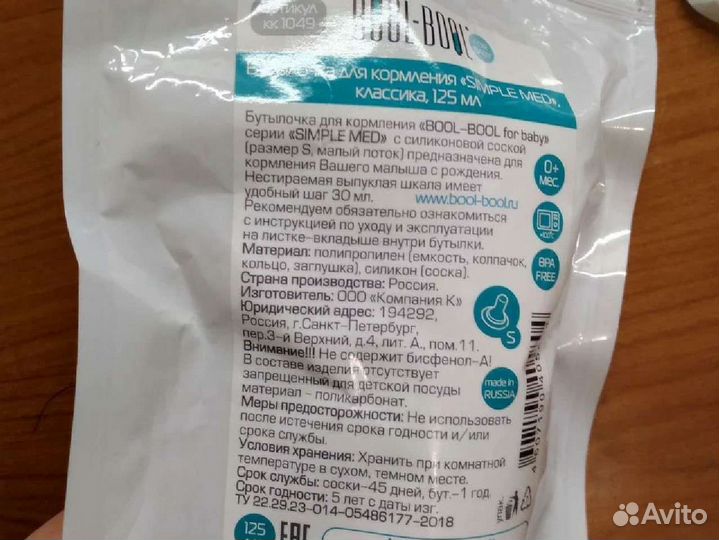 Артикул
КК 1049
BOOL-BOOL
for baby
Бутылочка для кормления «SIMPLE MED»,
классика, 125 мл
Бутылочка для кормления «BOOL-BOOL for baby»
серии «SIMPLE MED» с силиконовой соской
(размер S, малый поток) предназначена для
кормления Вашего малыша с рождения.
Нестираемая выпуклая шкала имеет
удобный шаг 30 мл. www.bool-bool.ru
Рекомендуем обязательно ознакомиться
с инструкцией по уходу и эксплуатации
на листке-вкладыше внутри бутылки.
Материал: полипропилен (емкость, колпачок,
кольцо, заглушка), силикон (соска).
Страна производства: Россия.
Изготовитель: ООО «Компания К»
Юридический адрес: 194292,
Россия, г.Санкт-Петербург,
пер.3-й Верхний, д.4, лит. А., пом.11.
Внимание!!! Не содержит бисфенол-А!
В составе изделия отсутствует
запрещенный для детской посуды
материал - поликарбонат.
Меры предосторожности: Не использовать
после истечения срока годности и/или
срока службы.
Условия хранения: Хранить при комнатной
температуре в сухом, темном месте.
Срок службы: соски-45 дней, бут.-1 год.
Срок годности: 5 лет с даты изг.
ТУ 22.29.23-014-05486177-2018
125
EAC
0+
мес.
+100°C
BPA
FREE
S
made in
RUSSIA
упак.
Avito